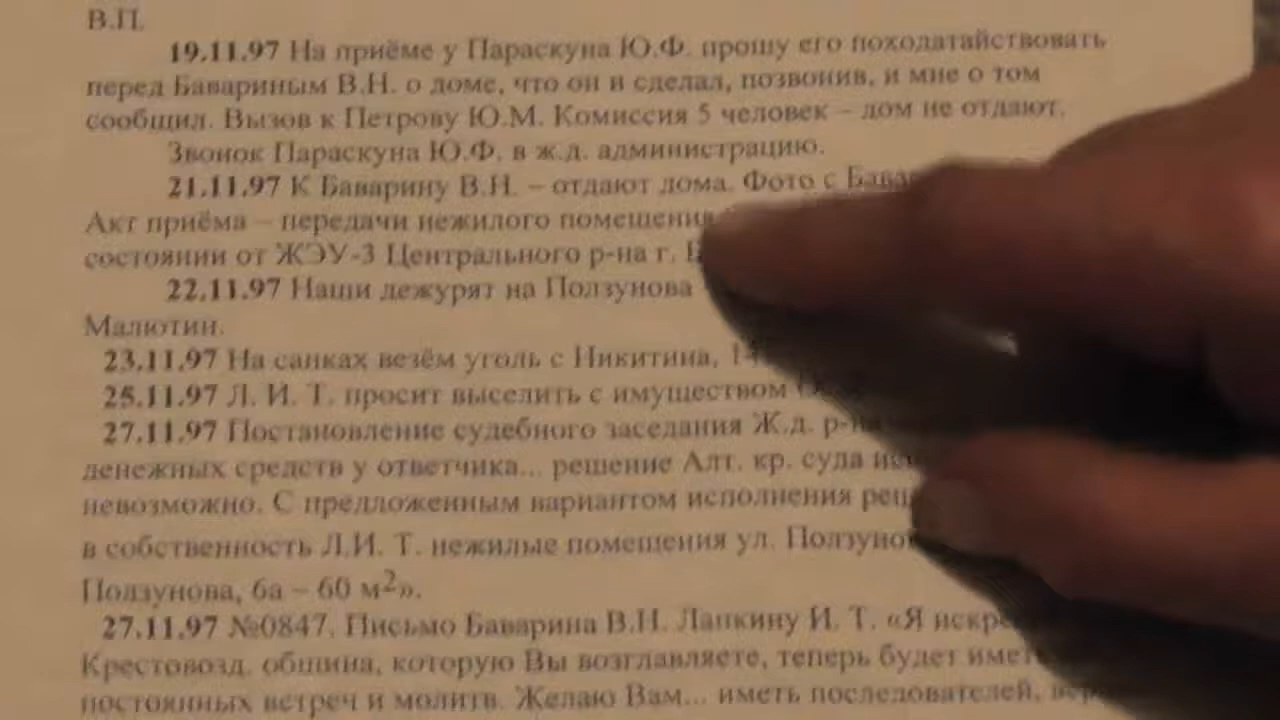 В.П.
19.11.97 На приёме у Параскуна Ю.Ф. прошу его походатайствовать
перед Бавариным В.Н. о доме, что он и сделал, позвонив, и мне о том
сообщил. Вызов к Петрову Ю.М. Комиссия 5 человек – дом не отдают.
Звонок Параскуна Ю.Ф. в ж.д. администрацию.
21.11.97 К Баварину В.Н. – отдают дома. Фото с
Акт приёма – передачи нежилого помещения
состоянии от ЖЭУ-3 Центрального р-на г.
22.11.97 Наши дежурят на Ползунова
Малютин.
23.11.97 На санках везём уголь с Никитина,
25.11.97 Л. И. Т. просит выселить с имуществом
27.11.97 Постановление судебного заседания Ж.д.
денежных средств у ответчика... решение Алт. кр. суда
невозможно. С предложенным вариантом исполнения
в собственность Л.И. Т. нежилые помещения ул.
Ползунова, 6а – 60 м²».
27.11.97 №0847. Письмо Баварина В.Н. Лапкину И. Т. «Я
Крестовозд. община, которую Вы возглавляете, теперь будет
постоянных встреч и молитв. Желаю Вам... иметь последователей,